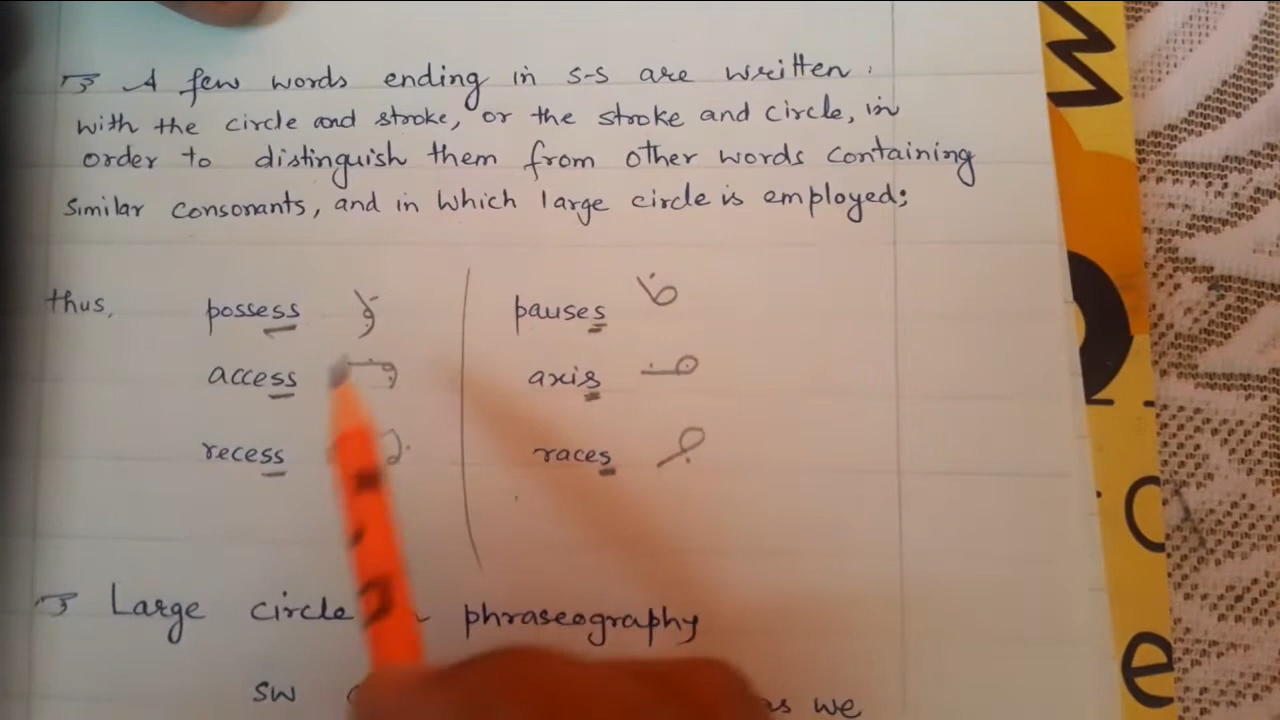 A few words ending in s-s are written.
with the circle and stroke, or the stroke and circle, in
order to distinguish them from other words containing
similar consonants, and in which large circle is employed;
thus, possess pauses
access axis
recess races
Large circle phraseography
sw as we